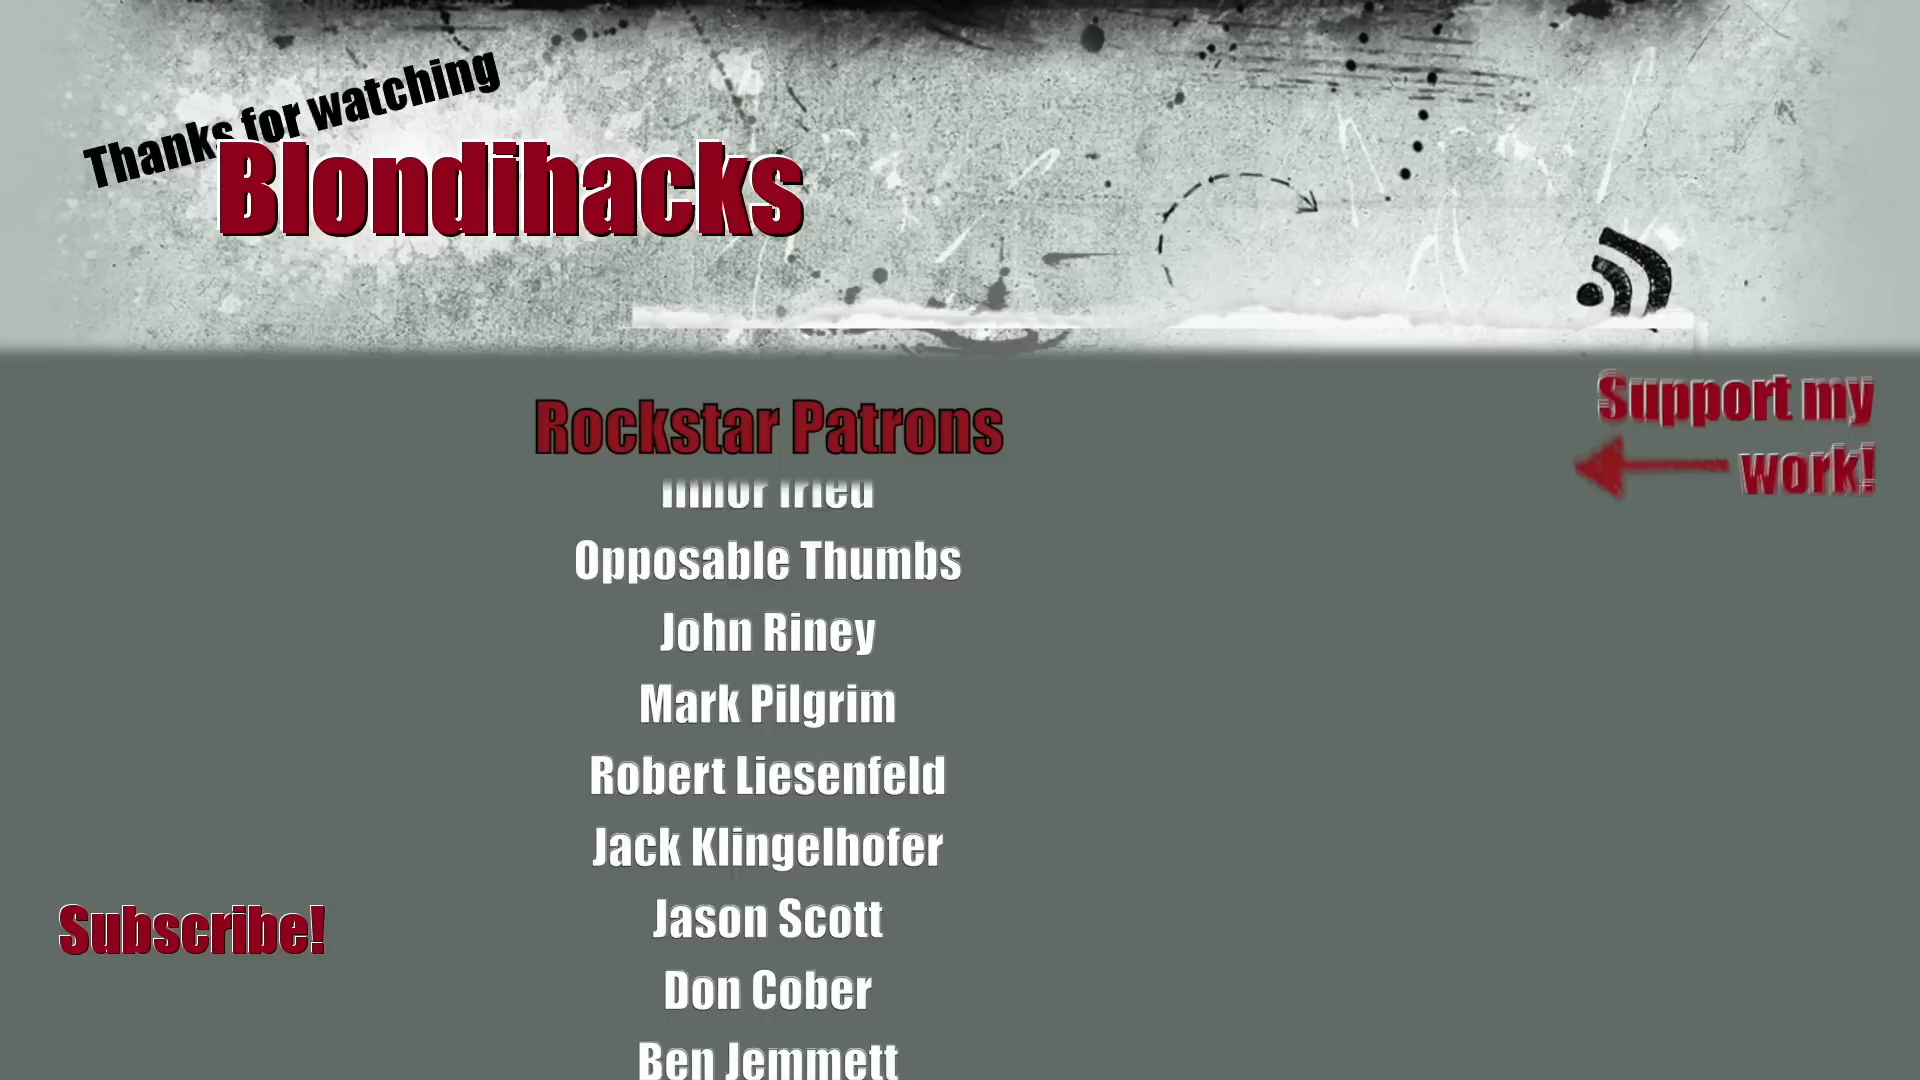 Thanks for watching
Blondihacks
Support my
work!
Rockstar Patrons
Opposable Thumbs
John Riney
Mark Pilgrim
Robert Liesenfeld
Jack Klingelhofer
Jason Scott
Don Cober
Ben Jemmett
Subscribe!